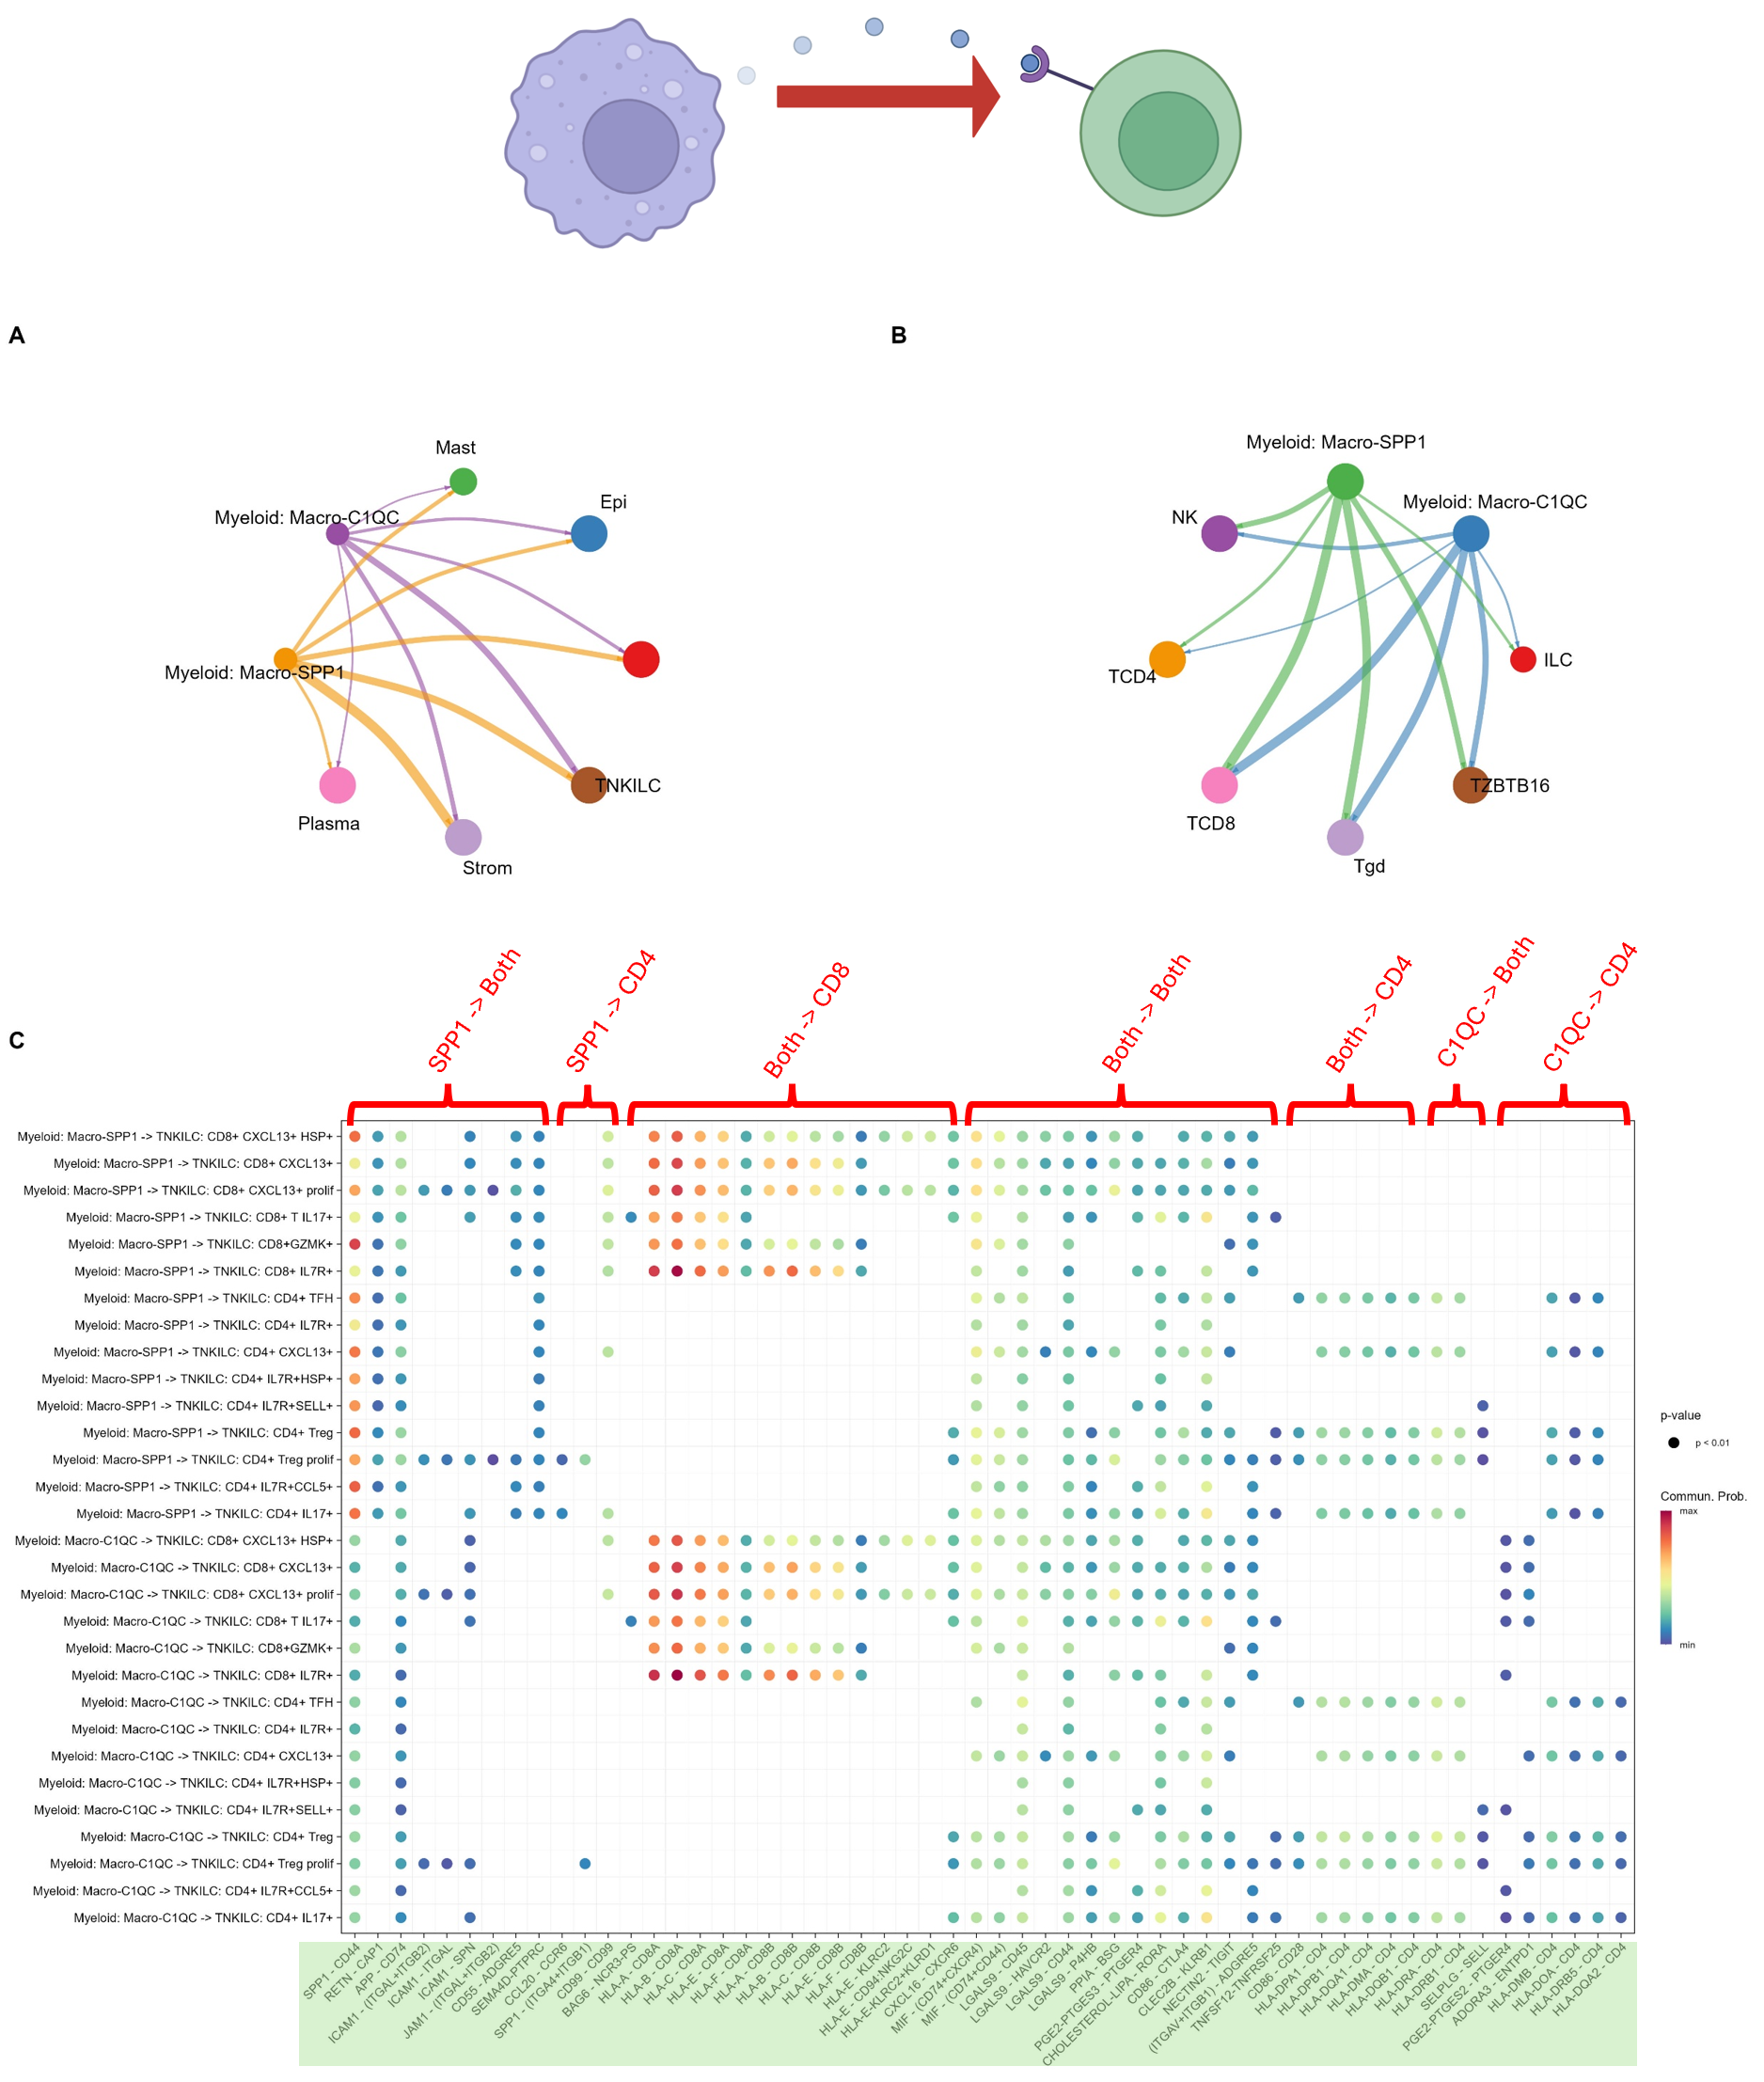 A
B
Mast
Myeloid: Macro-C1QC
Epi
Myeloid: Macro-SPP1
TNKILC
Plasma
Strom
Myeloid: Macro-SPP1
Myeloid: Macro-C1QC
NK
TCD4
ILC
TZBTB16
TCD8
Tgd
C
SPP1 -> Both
SPP1 -> CD4
Both -> CD8
Both -> Both
Both -> CD4
C1QC -> Both
C1QC -> CD4
Myeloid: Macro-SPP1 -> TNKILC: CD8+ CXCL13+ HSP+
Myeloid: Macro-SPP1 -> TNKILC: CD8+ CXCL13+
Myeloid: Macro-SPP1 -> TNKILC: CD8+ CXCL13+ prolif
Myeloid: Macro-SPP1 -> TNKILC: CD8+ T IL17+
Myeloid: Macro-SPP1 -> TNKILC: CD8+GZMK+
Myeloid: Macro-SPP1 -> TNKILC: CD8+ IL7R+
Myeloid: Macro-SPP1 -> TNKILC: CD4+ TFH
Myeloid: Macro-SPP1 -> TNKILC: CD4+ IL7R+
Myeloid: Macro-SPP1 -> TNKILC: CD4+ CXCL13+
Myeloid: Macro-SPP1 -> TNKILC: CD4+ IL7R+HSP+
Myeloid: Macro-SPP1 -> TNKILC: CD4+ IL7R+SELL+
Myeloid: Macro-SPP1 -> TNKILC: CD4+ Treg
Myeloid: Macro-SPP1 -> TNKILC: CD4+ Treg prolif
Myeloid: Macro-SPP1 -> TNKILC: CD4+ IL7R+CCL5+
Myeloid: Macro-SPP1 -> TNKILC: CD4+ IL17+
Myeloid: Macro-C1QC -> TNKILC: CD8+ CXCL13+ HSP+
Myeloid: Macro-C1QC -> TNKILC: CD8+ CXCL13+
Myeloid: Macro-C1QC -> TNKILC: CD8+ CXCL13+ prolif
Myeloid: Macro-C1QC -> TNKILC: CD8+ T IL17+
Myeloid: Macro-C1QC -> TNKILC: CD8+GZMK+
Myeloid: Macro-C1QC -> TNKILC: CD8+ IL7R+
Myeloid: Macro-C1QC -> TNKILC: CD4+ TFH
Myeloid: Macro-C1QC -> TNKILC: CD4+ IL7R+
Myeloid: Macro-C1QC -> TNKILC: CD4+ CXCL13+
Myeloid: Macro-C1QC -> TNKILC: CD4+ IL7R+HSP+
Myeloid: Macro-C1QC -> TNKILC: CD4+ IL7R+SELL+
Myeloid: Macro-C1QC -> TNKILC: CD4+ Treg
Myeloid: Macro-C1QC -> TNKILC: CD4+ Treg prolif
Myeloid: Macro-C1QC -> TNKILC: CD4+ IL7R+CCL5+
Myeloid: Macro-C1QC -> TNKILC: CD4+ IL17+
p-value
p < 0.01
Commun. Prob.
max
min
SPP1 - CD44
RETN - CAP1
APP - CD74
ICAM1 - (ITGAL+ITGB2)
ICAM1 - ITGAL
ICAM1 - SPN
JAM1 - (ITGAL+ITGB2)
CD55 - ADGRE5
SEMA4D-PTPRC
CCL20 - CCR6
SPP1 - (ITGA4+ITGB1)
CD99 - CD99
BAG6 - NCR3-PS
HLA-A - CD8A
HLA-B - CD8A
HLA-C - CD8A
HLA-E - CD8A
HLA-F - CD8A
HLA-A - CD8B
HLA-B - CD8B
HLA-C - CD8B
HLA-E - CD8B
HLA-F - CD8B
HLA-E - KLRC2
HLA-E - CD94:NKG2C
HLA-E-KLRC2+KLRD1
CXCL16 - CXCR6
MIF - (CD74+CXCR4)
MIF - (CD74+CD44)
LGALS9 - CD45
LGALS9 - HAVCR2
LGALS9 - CD44
LGALS9 - P4HB
PPIA - BSG
PGE2-PTGES3 - PTGER4
CHOLESTEROL-LIPA - RORA
CD86 - CTLA4
CLEC2B - KLRB1
NECTIN2 - TIGIT
(ITGAV+ITGB1) - ADGRE5
TNFSF12-TNFRSF25
CD86 - CD28
HLA-DPA1 - CD4
HLA-DPB1 - CD4
HLA-DQA1 - CD4
HLA-DMA - CD4
HLA-DQB1 - CD4
HLA-DRA - CD4
HLA-DRB1 - CD4
SELPLG - SELL
PGE2-PTGES2 - PTGER4
ADORA3 - ENTPD1
HLA-DMB - CD4
HLA-DOA - CD4
HLA-DRB5 - CD4
HLA-DQA2 - CD4